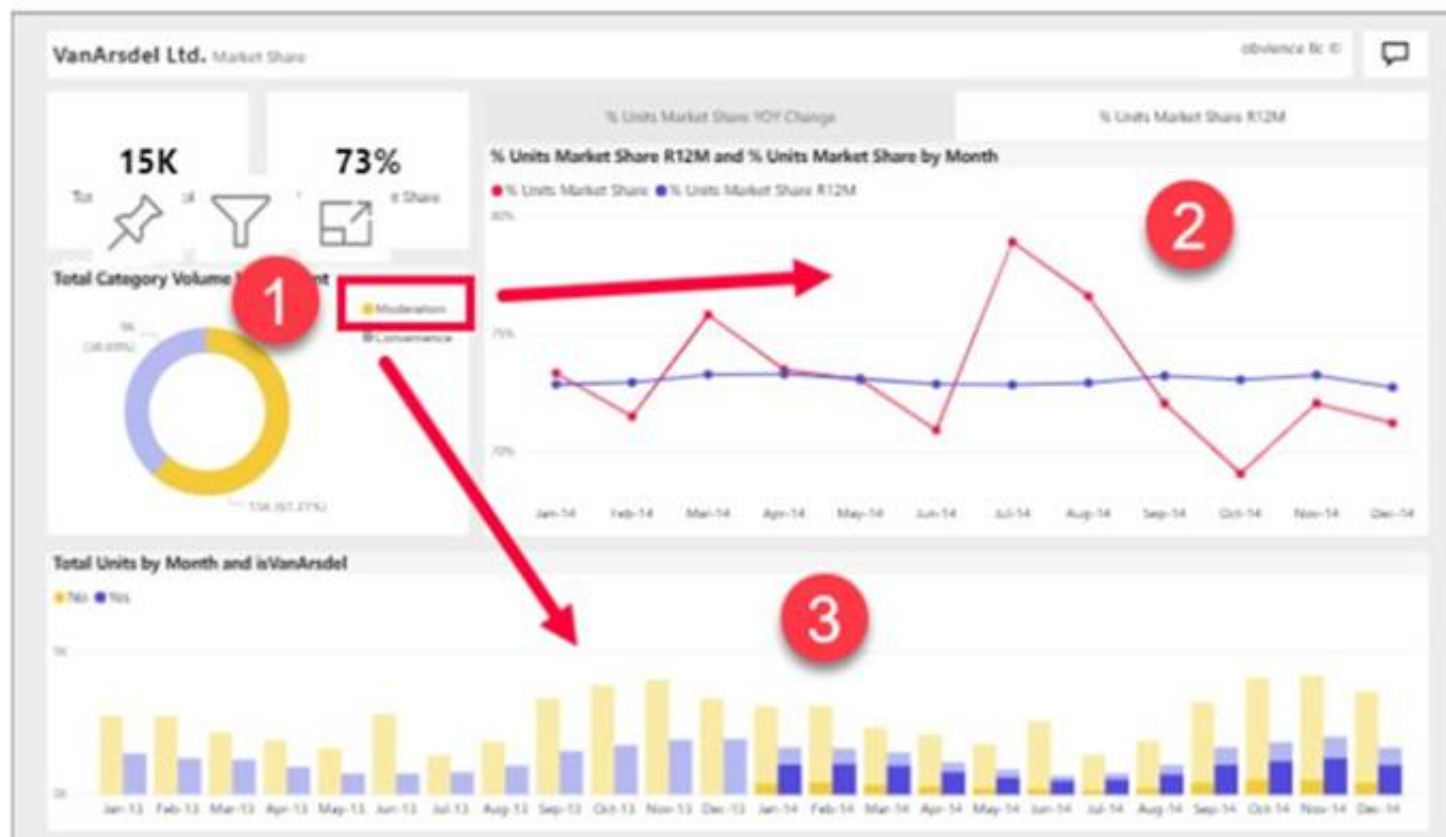 VanArsdel Ltd. Market Share
obvience llc ©
15K
73%
% Units Market Share YOY Change
% Units Market Share R12M
% Units Market Share R12M and % Units Market Share by Month
% Units Market Share
% Units Market Share R12M
t Share
80%
75%
70%
2
Jan-14 Feb-14 Mar-14 Apr-14 May-14 Jun-14 Jul-14 Aug-14 Sep-14 Oct-14 Nov-14 Dec-14
Total Category Volume
1
Moderation
Convenience
9K
Total Units by Month and isVanArsdel
No Yes
3
0K
Jan-13 Feb-13 Mar-13 Apr-13 May-13 Jun-13 Jul-13 Aug-13 Sep-13 Oct-13 Nov-13 Dec-13 Jan-14 Feb-14 Mar-14 Apr-14 May-14 Jun-14 Jul-14 Aug-14 Sep-14 Oct-14 Nov-14 Dec-14